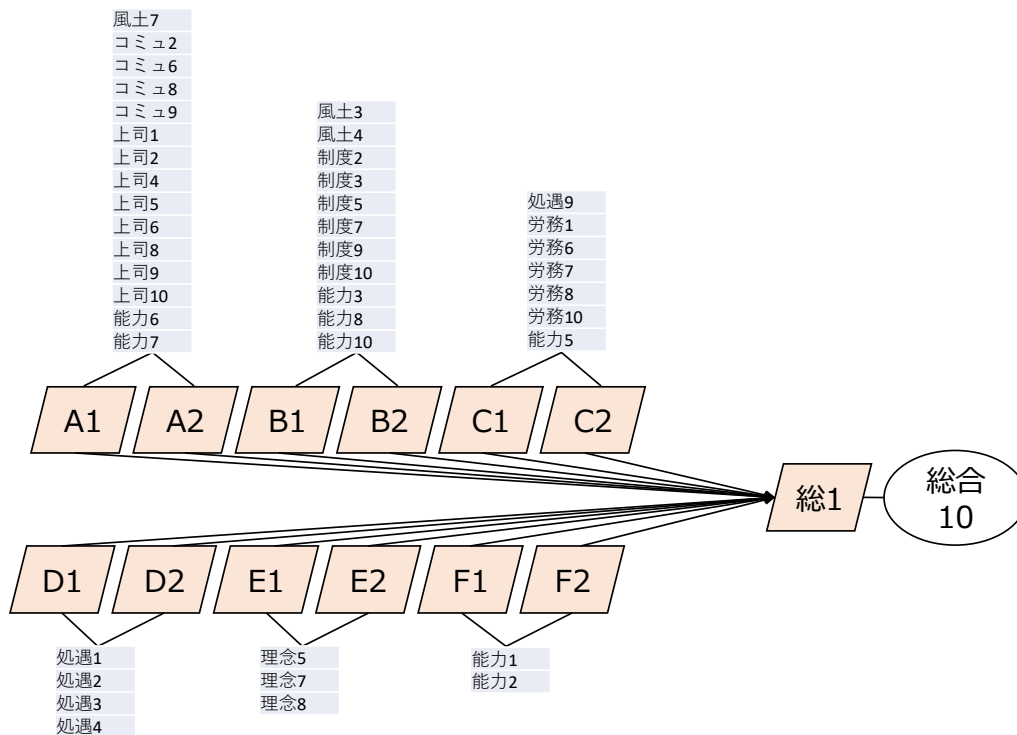 風土7
コミュ2
コミュ6
コミュ8
コミュ9
上司1
上司2
上司4
上司5
上司6
上司8
上司9
上司10
能力6
能力7
風土3
風土4
制度2
制度3
制度5
制度7
制度9
制度10
能力3
能力8
能力10
処遇9
労務1
労務6
労務7
労務8
労務10
能力5
A1
A2
B1
B2
C1
C2
総1
総合
10
D1
D2
E1
E2
F1
F2
処遇1
処遇2
処遇3
処遇4
理念5
理念7
理念8
能力1
能力2